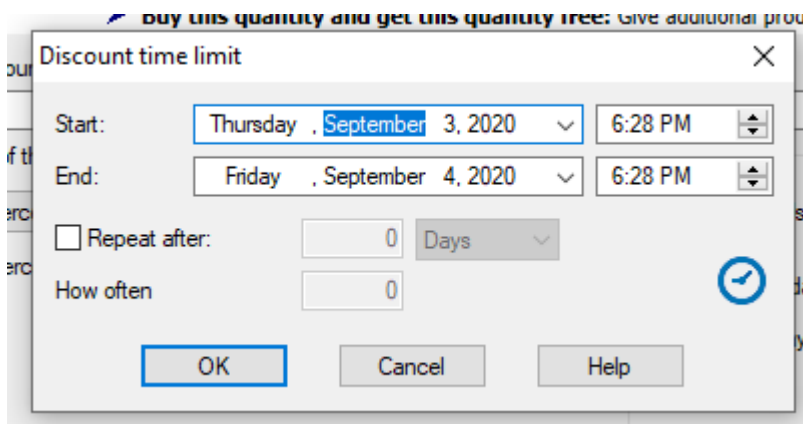 Buy this quantity and get this quantity free: Give additional prod
Discount time limit
Start: Thursday , September 3, 2020 6:28 PM
End: Friday , September 4, 2020 6:28 PM
Repeat after: 0 Days
How often 0
OK Cancel Help